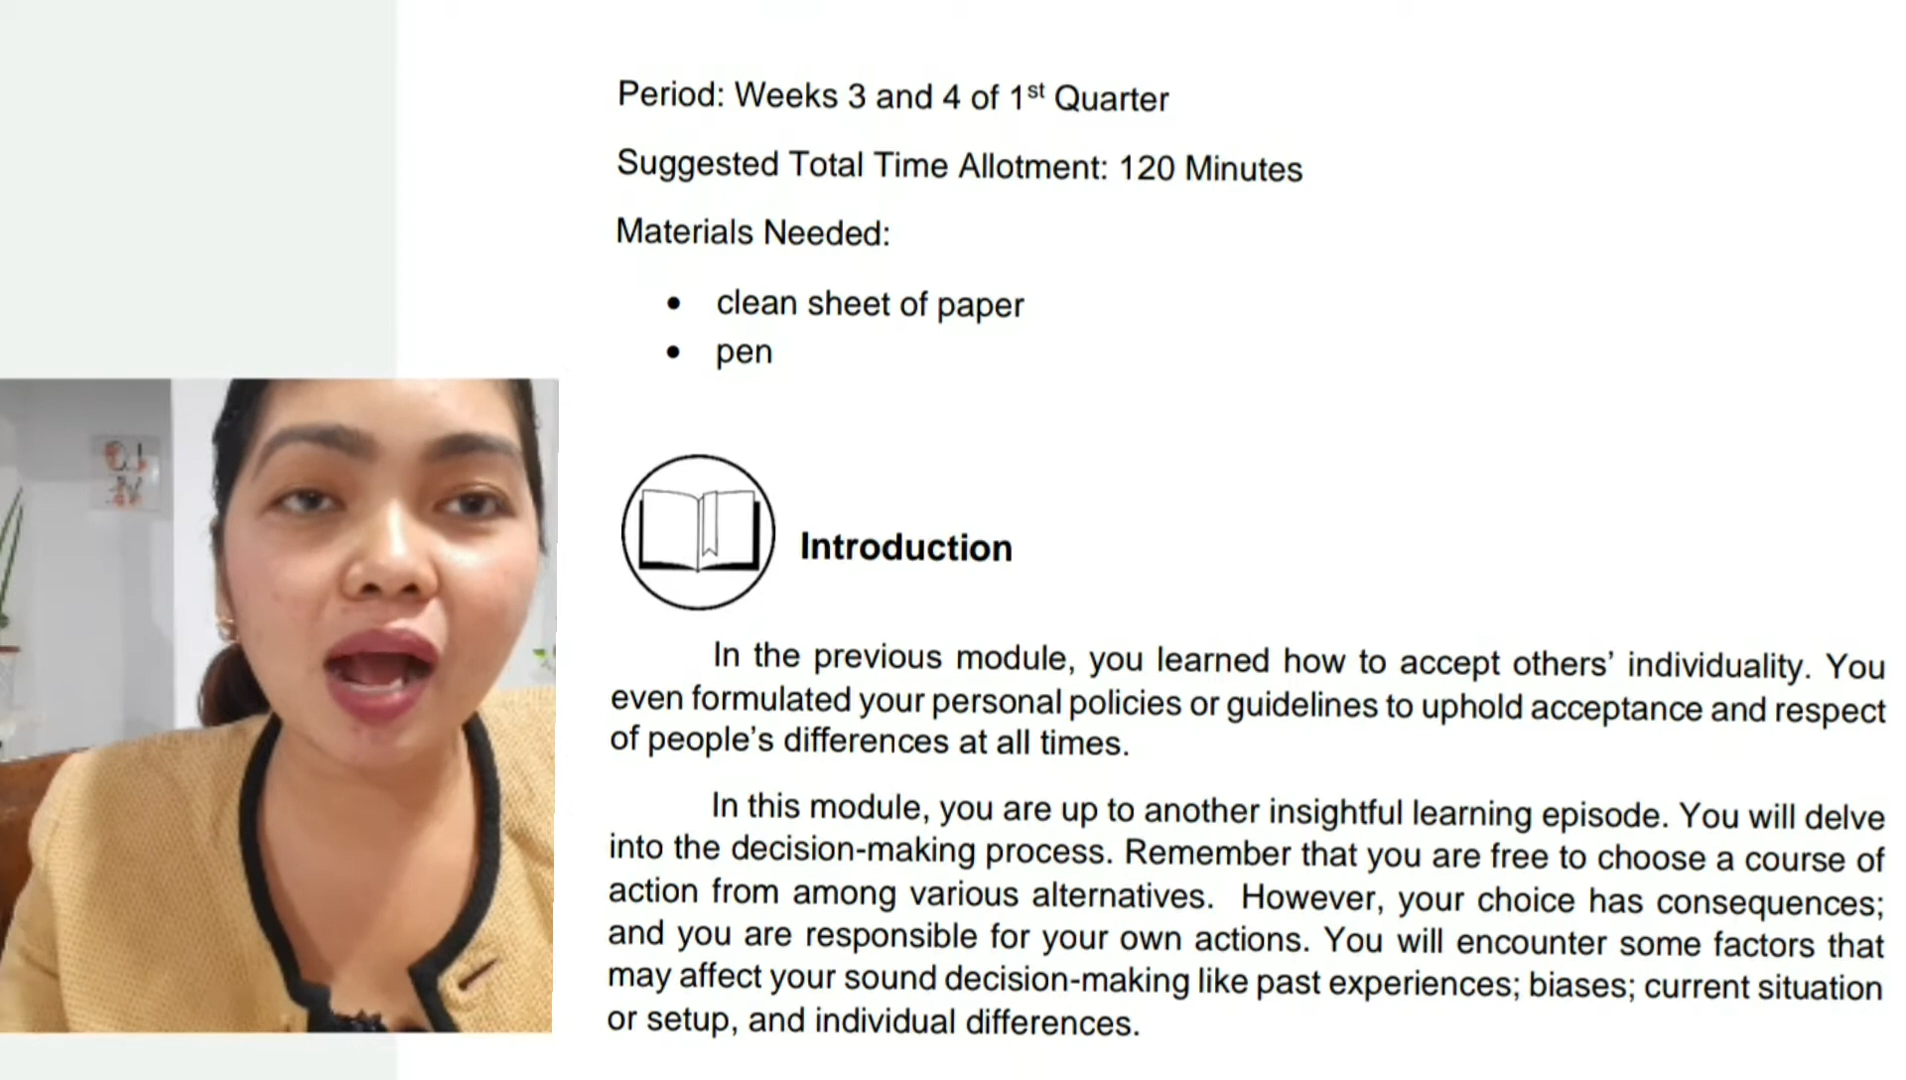 Period: Weeks 3 and 4 of 1st Quarter
Suggested Total Time Allotment: 120 Minutes
Materials Needed:
• clean sheet of paper
• pen
Introduction
In the previous module, you learned how to accept others’ individuality. You
even formulated your personal policies or guidelines to uphold acceptance and respect
of people’s differences at all times.
In this module, you are up to another insightful learning episode. You will delve
into the decision-making process. Remember that you are free to choose a course of
action from among various alternatives.  However, your choice has consequences;
and you are responsible for your own actions. You will encounter some factors that
may affect your sound decision-making like past experiences; biases; current situation
or setup, and individual differences.